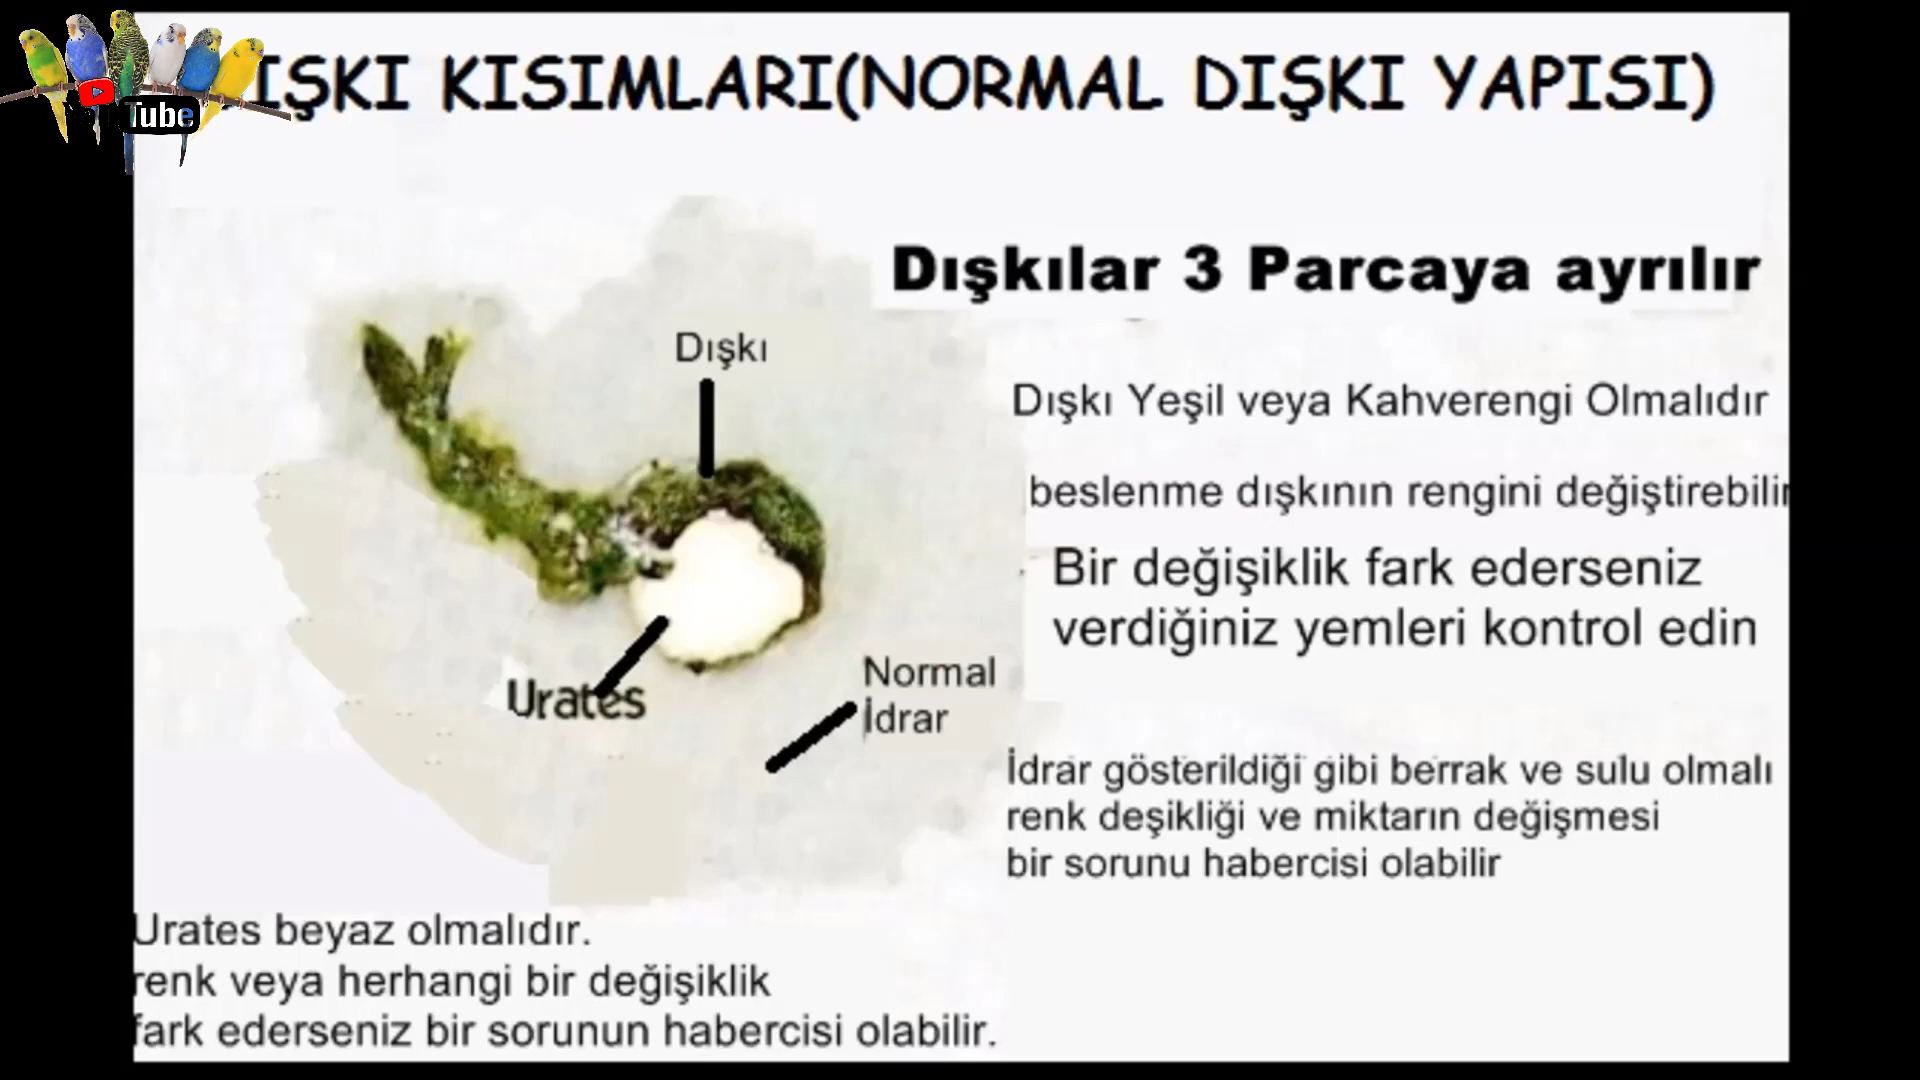 IŞKI KISIMLARI(NORMAL DIŞKI YAPISI)
Tube
Dışkılar 3 Parcaya ayrılır
Dışkı
Dışkı Yeşil veya Kahverengi Olmalıdır
beslenme dışkının rengini değiştirebilir
Bir değişiklik fark ederseniz
verdiğiniz yemleri kontrol edin
Urates
Normal
İdrar
İdrar gösterildiği gibi berrak ve sulu olmalı
renk deşikliği ve miktarın değişmesi
bir sorunu habercisi olabilir
Urates beyaz olmalıdır.
renk veya herhangi bir değişiklik
fark ederseniz bir sorunun habercisi olabilir.